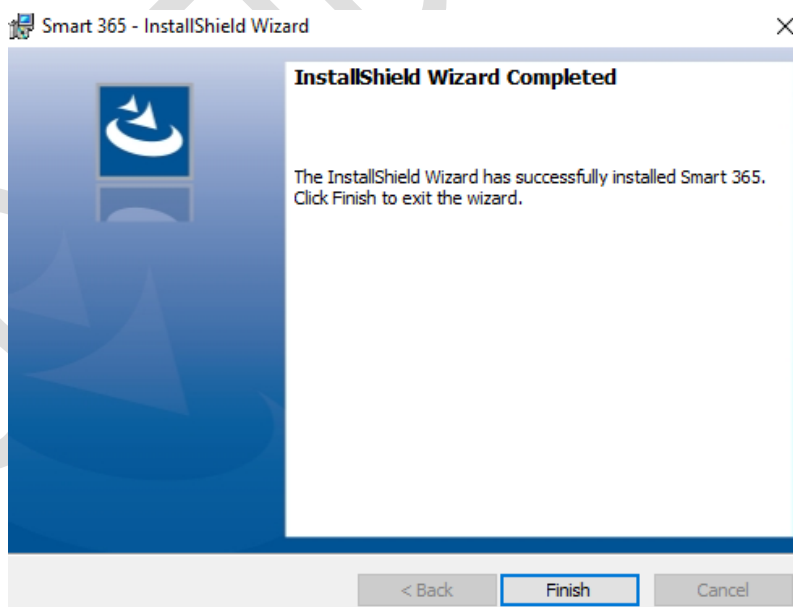 Smart 365 - InstallShield Wizard
InstallShield Wizard Completed
The InstallShield Wizard has successfully installed Smart 365.
Click Finish to exit the wizard.
< Back
Finish
Cancel